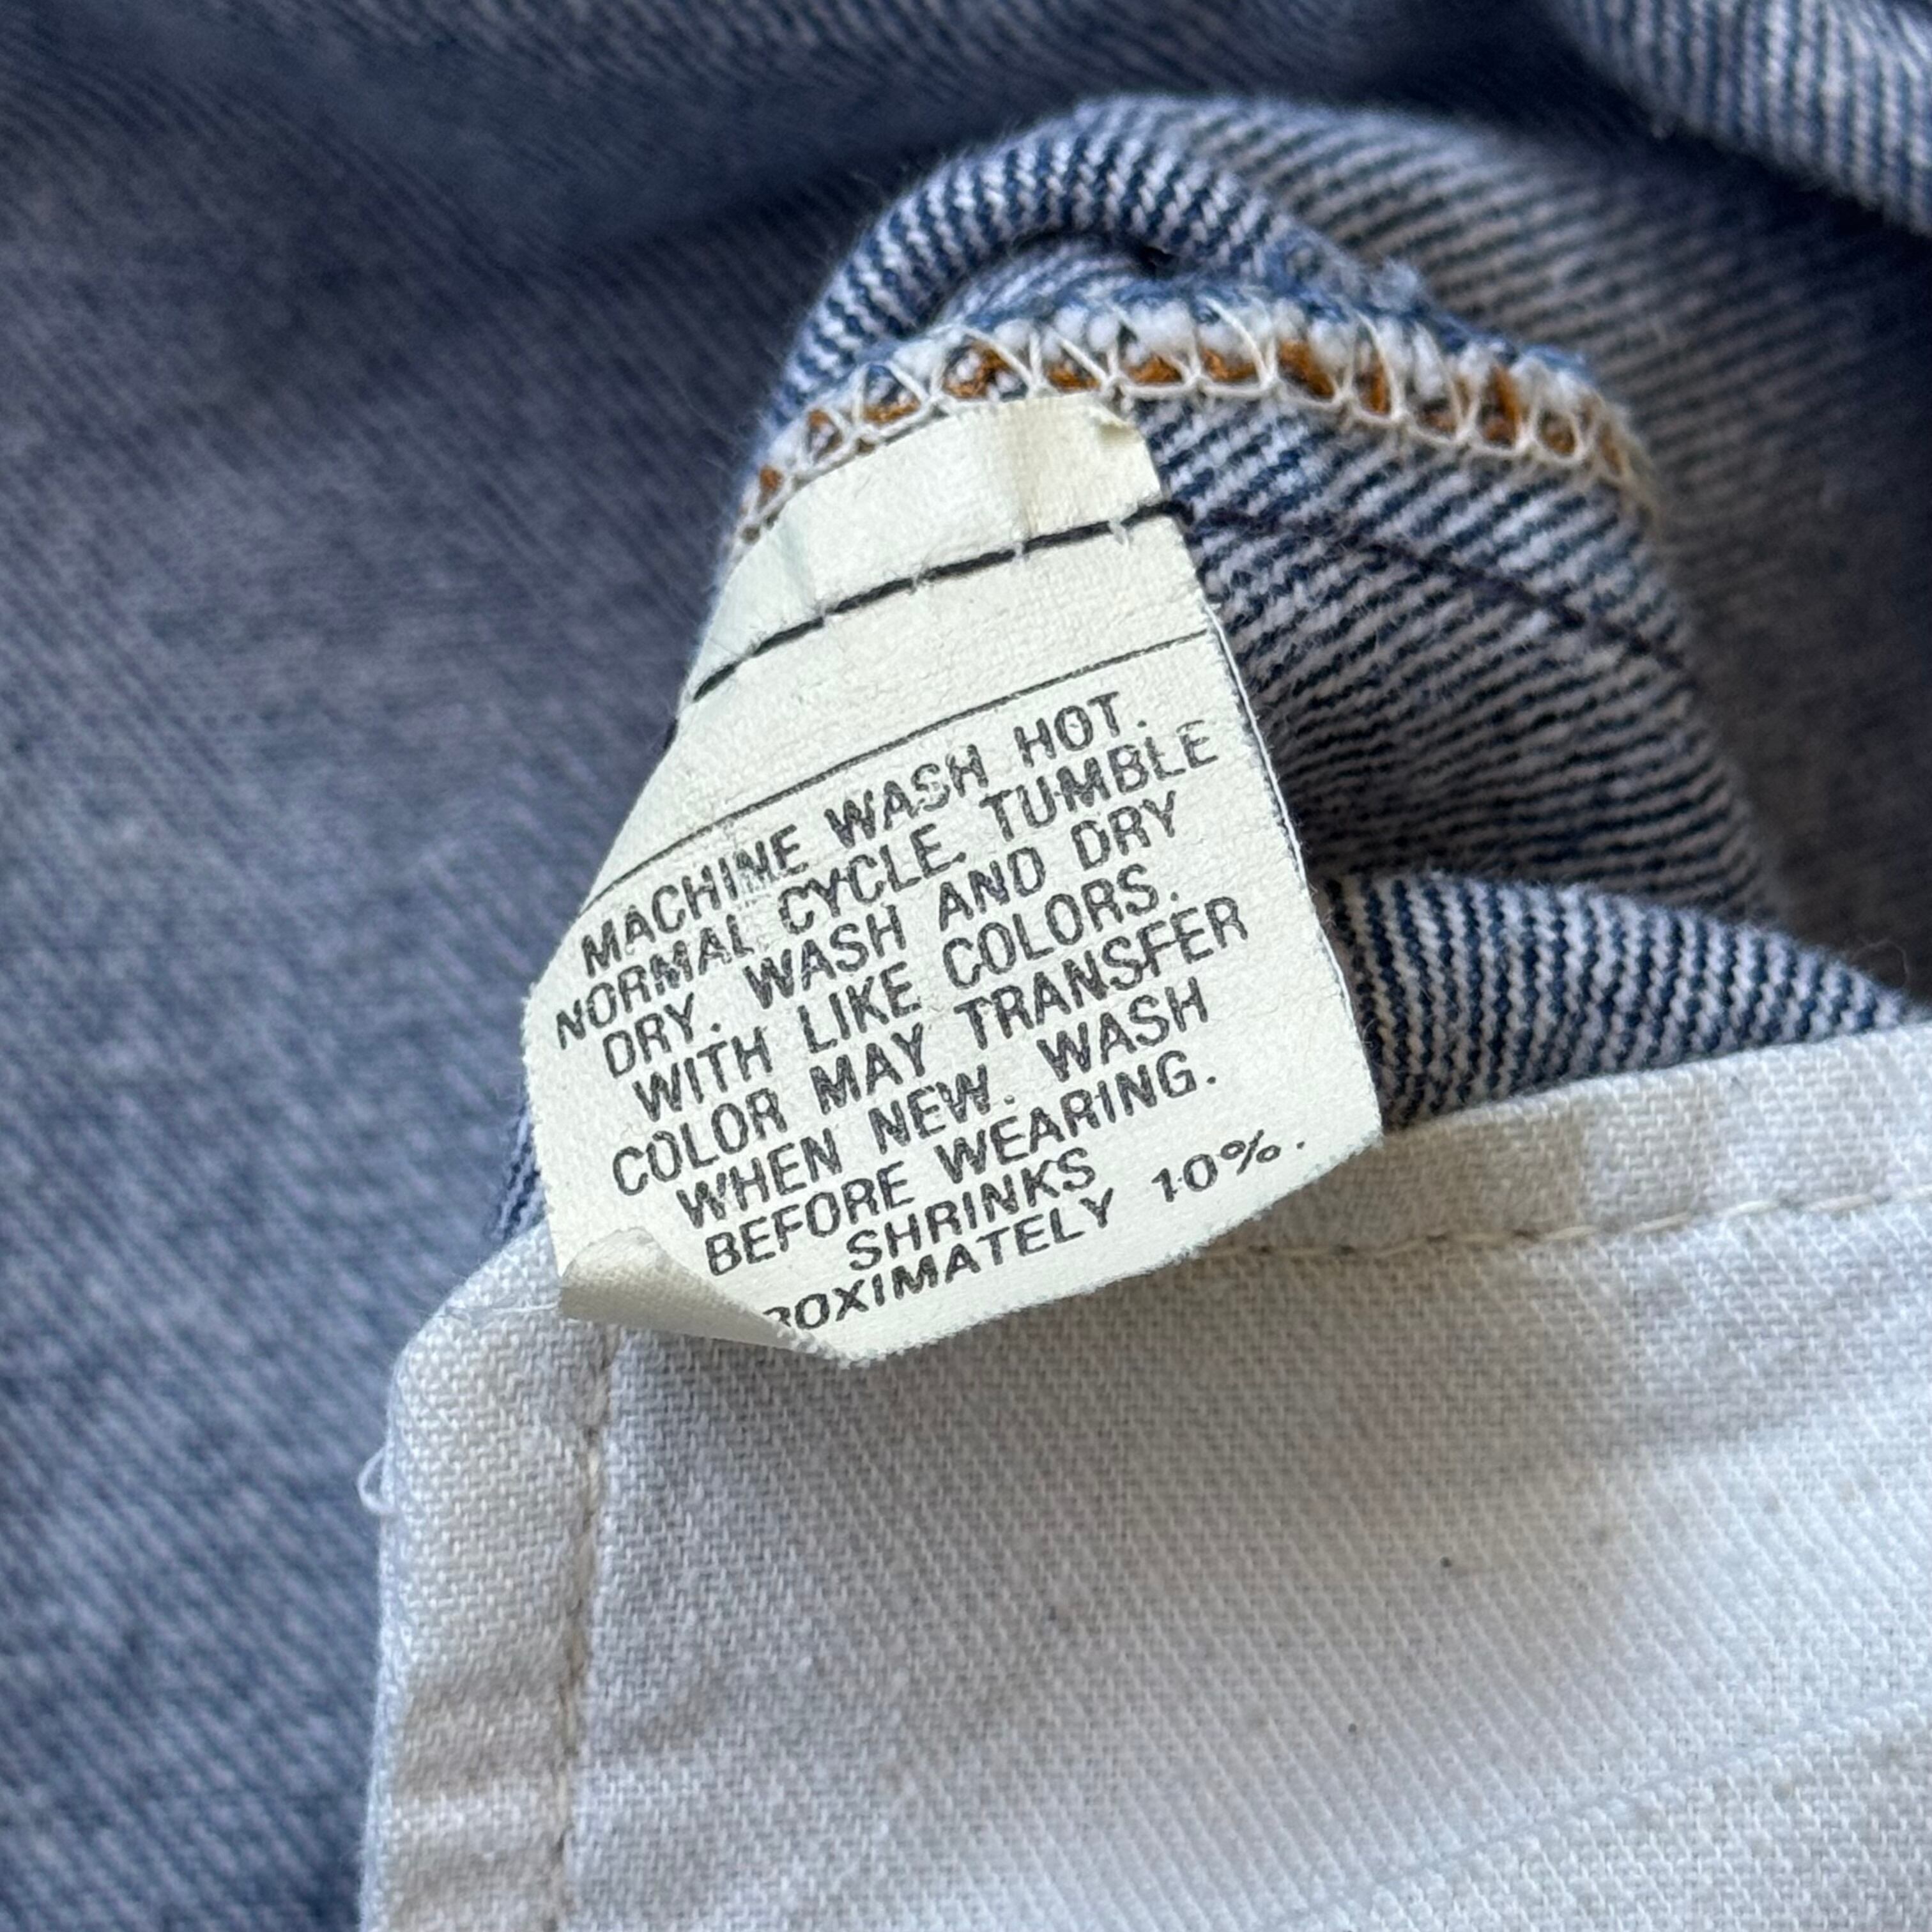 MACHINE WASH HOT.
NORMAL CYCLE. TUMBLE
DRY. WASH AND DRY
WITH LIKE COLORS.
COLOR MAY TRANSFER
WHEN NEW. WASH
BEFORE WEARING.
SHRINKS
ROXIMATELY 10%.